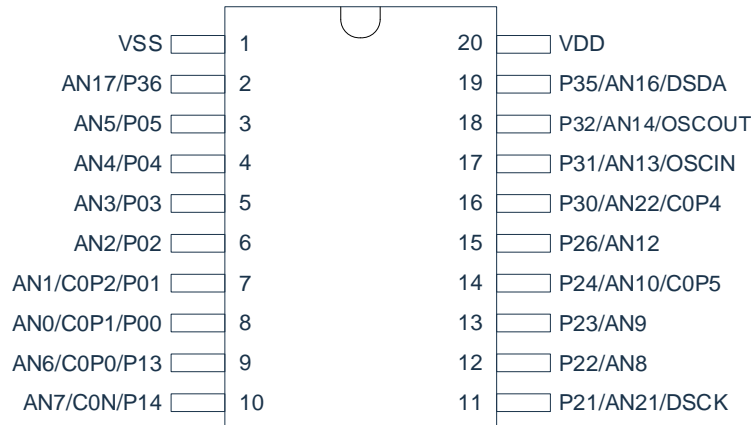 VSS 1 20 VDD
AN17/P36 2 19 P35/AN16/DSDA
AN5/P05 3 18 P32/AN14/OSCOUT
AN4/P04 4 17 P31/AN13/OSCIN
AN3/P03 5 16 P30/AN22/C0P4
AN2/P02 6 15 P26/AN12
AN1/C0P2/P01 7 14 P24/AN10/C0P5
AN0/C0P1/P00 8 13 P23/AN9
AN6/C0P0/P13 9 12 P22/AN8
AN7/C0N/P14 10 11 P21/AN21/DSCK